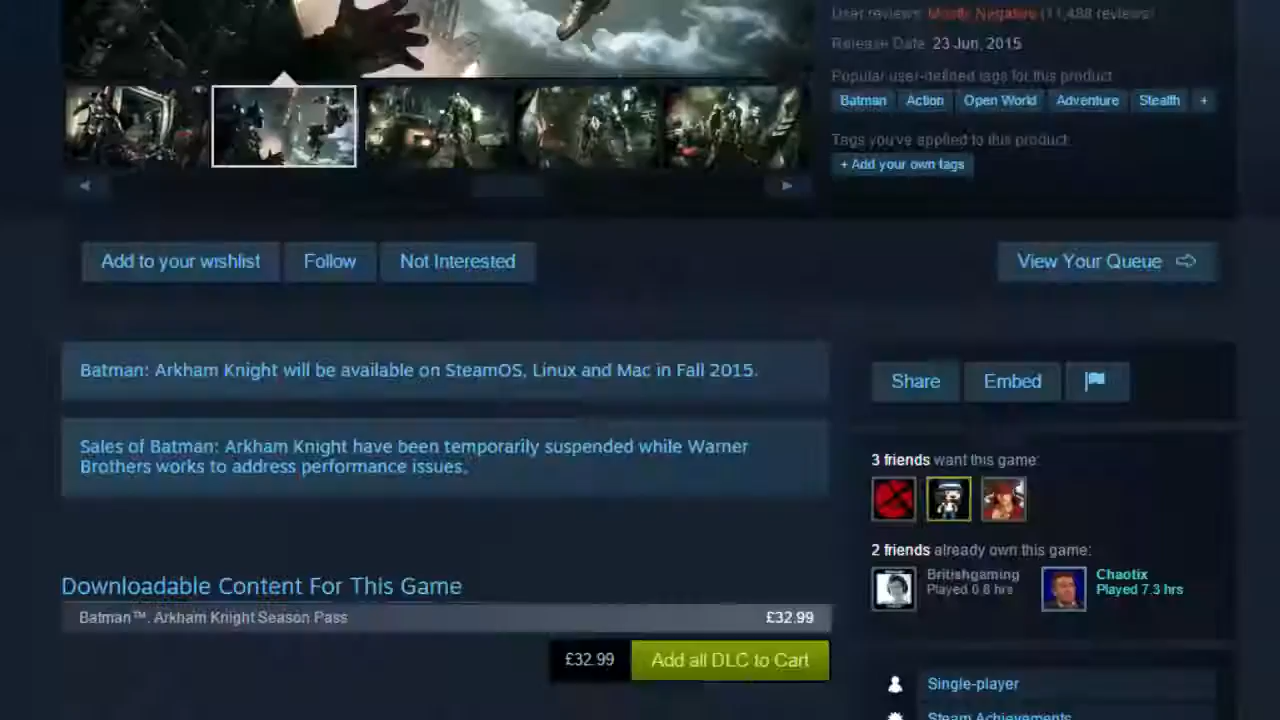 User reviews: Mostly Negative (11,488 reviews)
Release Date: 23 Jun, 2015
Popular user-defined tags for this product:
Batman Action Open World Adventure Stealth +
Tags you've applied to this product:
+ Add your own tags
Add to your wishlist Follow Not Interested View Your Queue
Batman: Arkham Knight will be available on SteamOS, Linux and Mac in Fall 2015.
Sales of Batman: Arkham Knight have been temporarily suspended while Warner
Brothers works to address performance issues.
Share Embed
3 friends want this game:
2 friends already own this game:
Britishgaming
Played 0.8 hrs
Chaotix
Played 7.3 hrs
Downloadable Content For This Game
Batman™: Arkham Knight Season Pass £32.99
£32.99 Add all DLC to Cart
Single-player
Steam Achievements